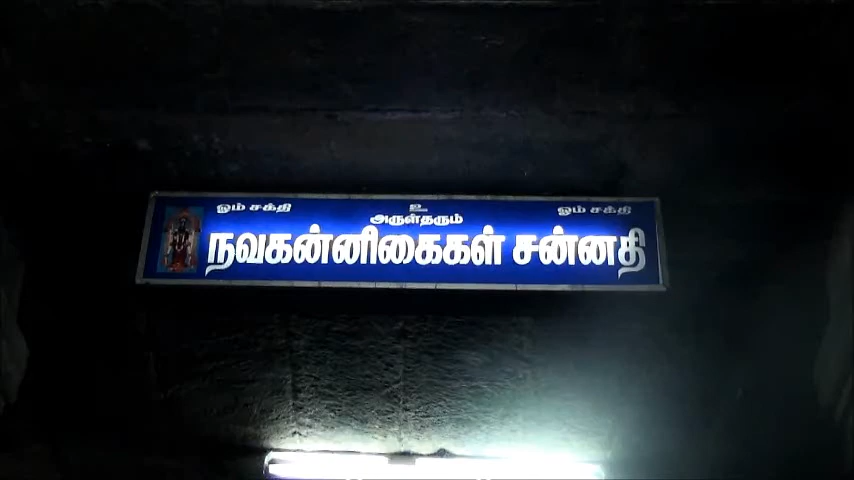 ஓம் சக்தி உ ஓம் சக்தி
அருள்தரும்
நவகன்னிகைகள் சன்னதி